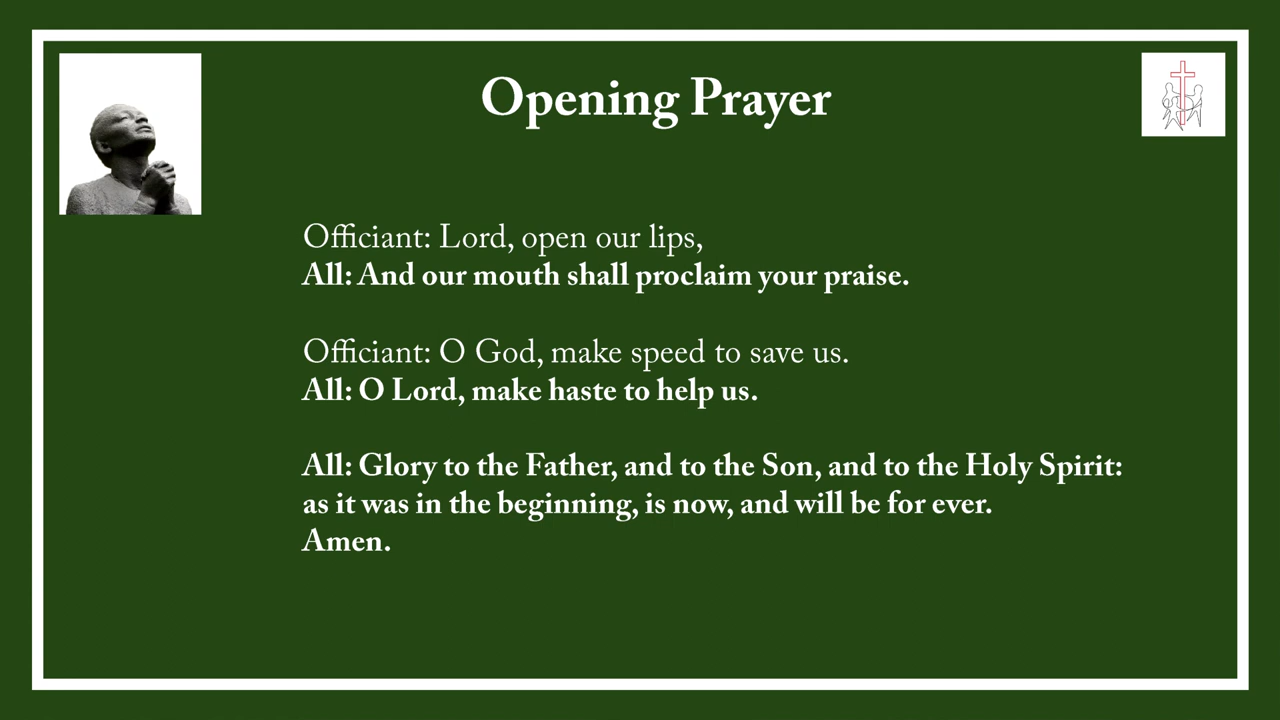 Opening Prayer
Officiant: Lord, open our lips,
All: And our mouth shall proclaim your praise.
Officiant: O God, make speed to save us.
All: O Lord, make haste to help us.
All: Glory to the Father, and to the Son, and to the Holy Spirit:
as it was in the beginning, is now, and will be for ever.
Amen.